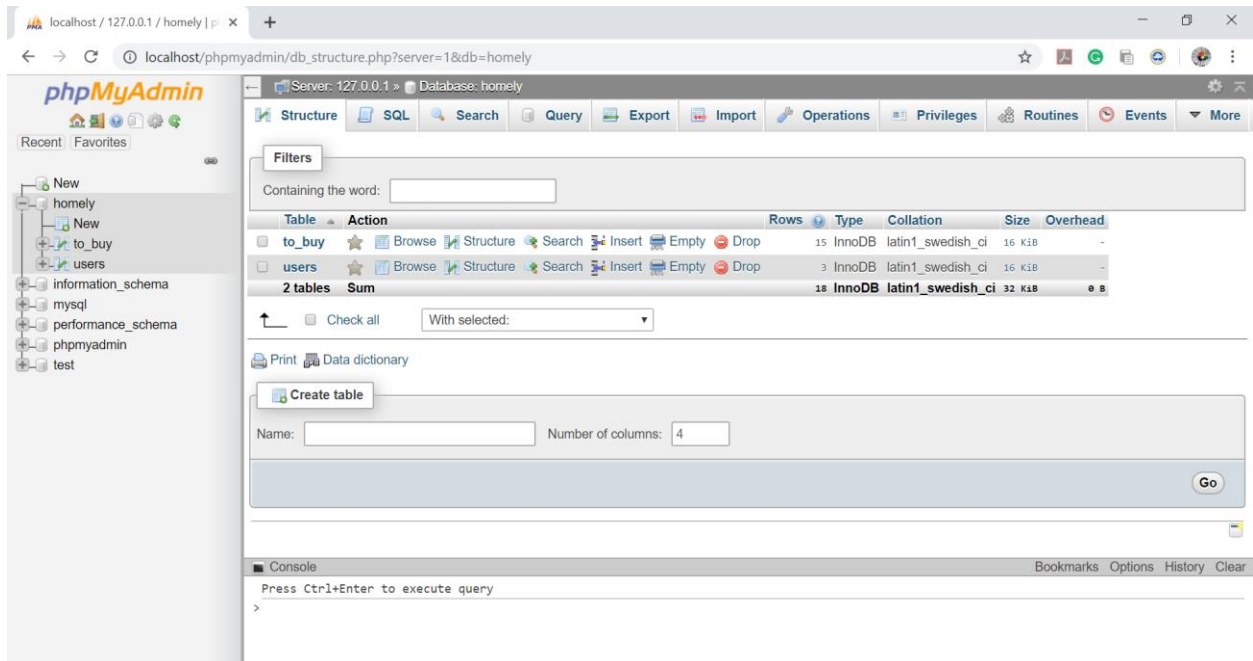 localhost / 127.0.0.1 / homely | p
localhost/phpmyadmin/db_structure.php?server=1&db=homely
phpMyAdmin
Recent Favorites
New
homely
New
to_buy
users
information_schema
mysql
performance_schema
phpmyadmin
test
Server: 127.0.0.1 » Database: homely
Structure SQL Search Query Export Import Operations Privileges Routines Events More
Filters
Containing the word:
Table Action Rows Type Collation Size Overhead
to_buy Browse Structure Search Insert Empty Drop 15 InnoDB latin1_swedish_ci 16 KiB -
users Browse Structure Search Insert Empty Drop 3 InnoDB latin1_swedish_ci 16 KiB -
2 tables Sum 18 InnoDB latin1_swedish_ci 32 KiB 0 B
Check all With selected:
Print Data dictionary
Create table
Name: Number of columns: 4
Go
Console Bookmarks Options History Clear
Press Ctrl+Enter to execute query
>